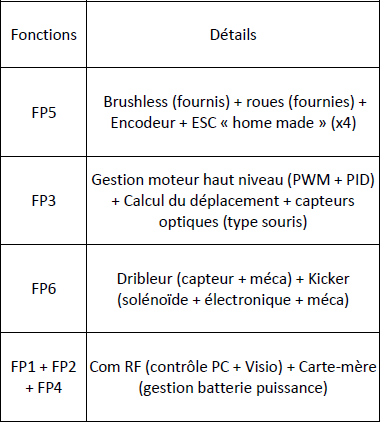 Fonctions
Détails
FP5
Brushless (fournis) + roues (fournies) +
Encodeur + ESC « home made » (x4)
FP3
Gestion moteur haut niveau (PWM + PID)
+ Calcul du déplacement + capteurs
optiques (type souris)
FP6
Dribleur (capteur + méca) + Kicker
(solénoïde + électronique + méca)
FP1 + FP2
+ FP4
Com RF (contrôle PC + Visio) + Carte-mère
(gestion batterie puissance)